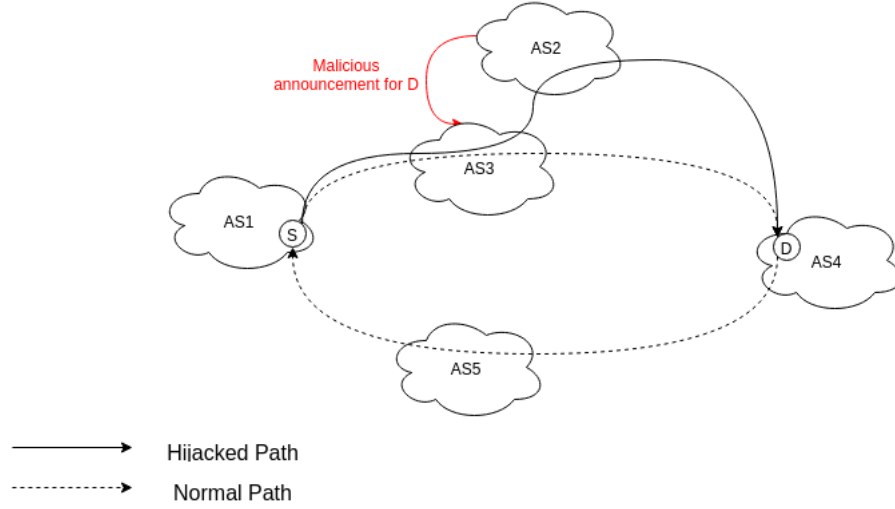 AS2
Malicious
announcement for D
AS3
AS1
S
D
AS4
AS5
Hijacked Path
Normal Path